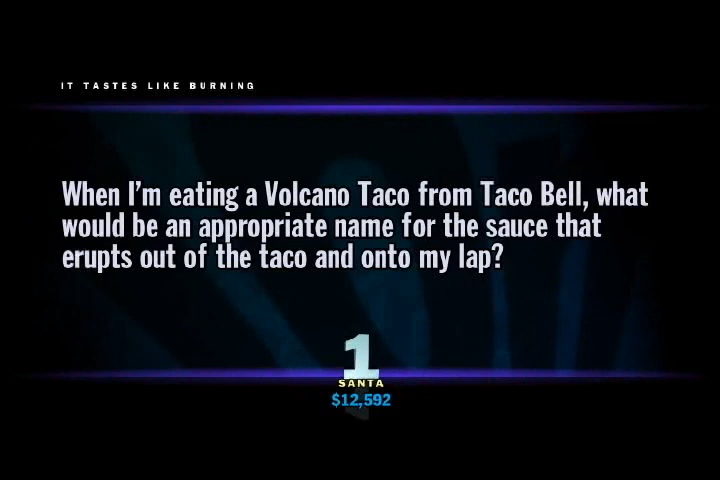 IT TASTES LIKE BURNING
When I'm eating a Volcano Taco from Taco Bell, what
would be an appropriate name for the sauce that
erupts out of the taco and onto my lap?
1
SANTA
$12,592